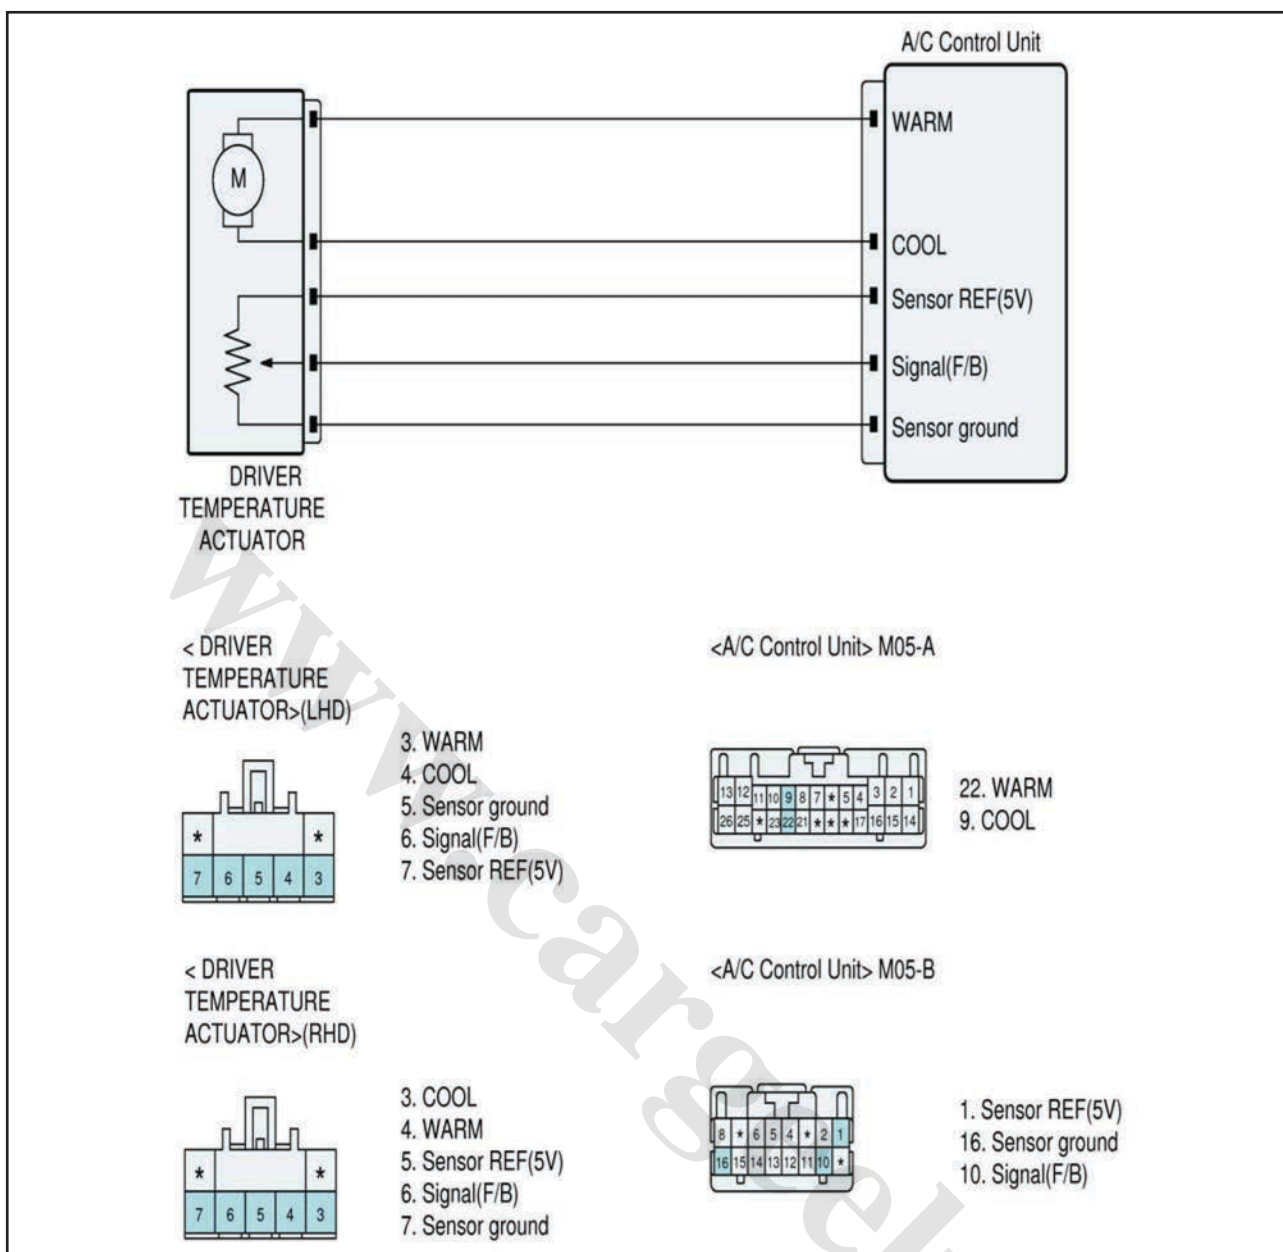 A/C Control Unit
WARM
M
COOL
Sensor REF(5V)
Signal(F/B)
Sensor ground
DRIVER
TEMPERATURE
ACTUATOR
< DRIVER
TEMPERATURE
ACTUATOR>(LHD)
3. WARM
4. COOL
5. Sensor ground
6. Signal(F/B)
7. Sensor REF(5V)
* *
7 6 5 4 3
<A/C Control Unit> M05-A
13 12 11 10 9 8 7 * 5 4 3 2 1
26 25 * 23 22 21 * * * 17 16 15 14
22. WARM
9. COOL
< DRIVER
TEMPERATURE
ACTUATOR>(RHD)
3. COOL
4. WARM
5. Sensor REF(5V)
6. Signal(F/B)
7. Sensor ground
* *
7 6 5 4 3
<A/C Control Unit> M05-B
8 * 6 5 4 * 2 1
16 15 14 13 12 11 10 *
1. Sensor REF(5V)
16. Sensor ground
10. Signal(F/B)